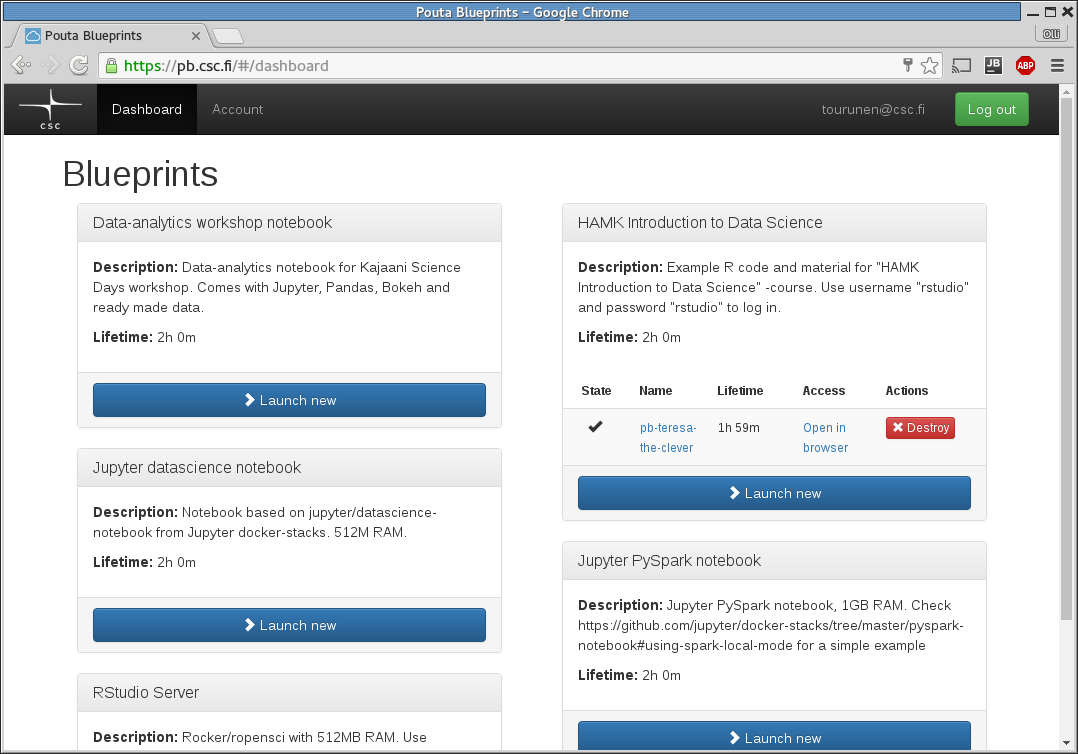 Pouta Blueprints - Google Chrome
Pouta Blueprints
Olli
https://pb.csc.fi/#/dashboard
JB
ABP
CSC
Dashboard
Account
tourunen@csc.fi
Log out
Blueprints
Data-analytics workshop notebook
Description: Data-analytics notebook for Kajaani Science
Days workshop. Comes with Jupyter, Pandas, Bokeh and
ready made data.
Lifetime: 2h 0m
Launch new
Jupyter datascience notebook
Description: Notebook based on jupyter/datascience-
notebook from Jupyter docker-stacks. 512M RAM.
Lifetime: 2h 0m
Launch new
RStudio Server
Description: Rocker/ropensci with 512MB RAM. Use
HAMK Introduction to Data Science
Description: Example R code and material for "HAMK
Introduction to Data Science" -course. Use username "rstudio"
and password "rstudio" to log in.
Lifetime: 2h 0m
State Name Lifetime Access Actions
pb-teresa- 1h 59m Open in Destroy
the-clever browser
Launch new
Jupyter PySpark notebook
Description: Jupyter PySpark notebook, 1GB RAM. Check
https://github.com/jupyter/docker-stacks/tree/master/pyspark-
notebook#using-spark-local-mode for a simple example
Lifetime: 2h 0m
Launch new